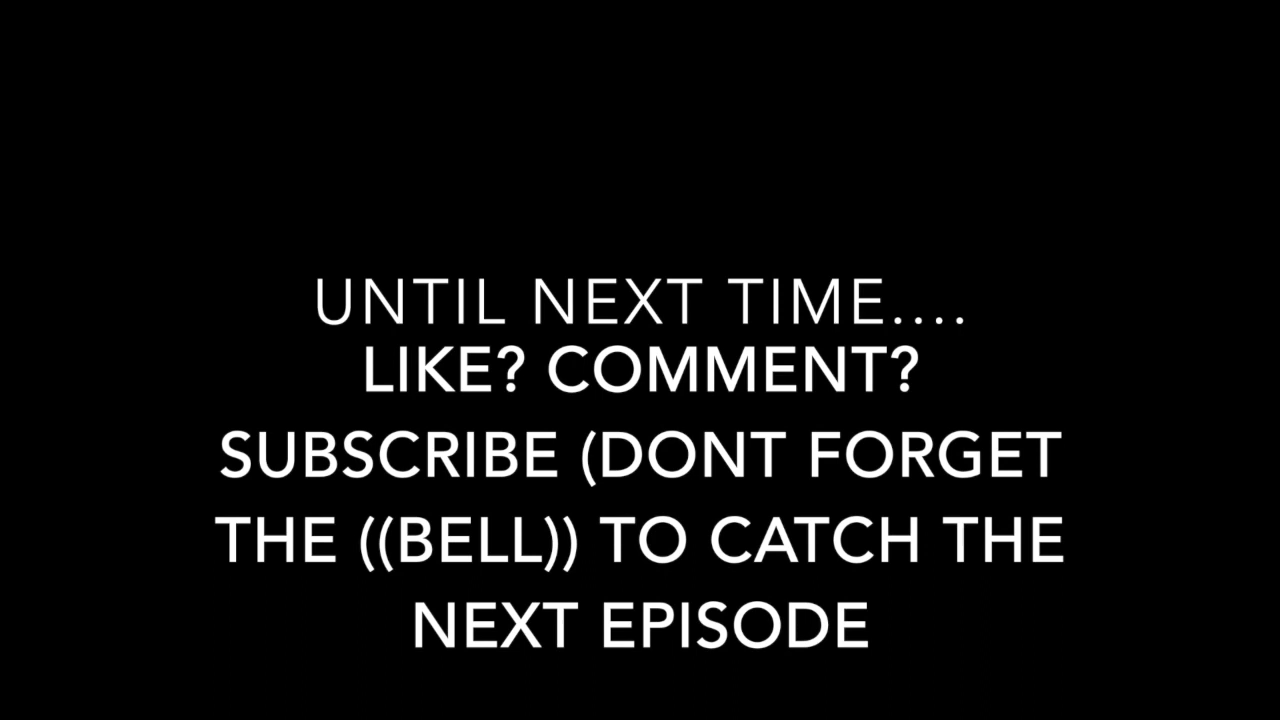 UNTIL NEXT TIME....
LIKE? COMMENT?
SUBSCRIBE (DONT FORGET
THE ((BELL)) TO CATCH THE
NEXT EPISODE